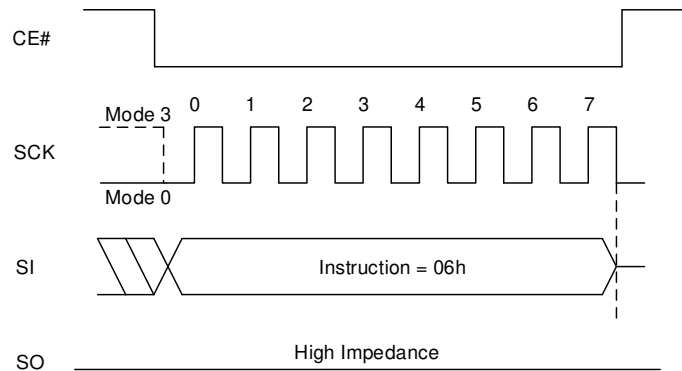 CE#
Mode 3
0 1 2 3 4 5 6 7
SCK
Mode 0
SI
Instruction = 06h
SO
High Impedance